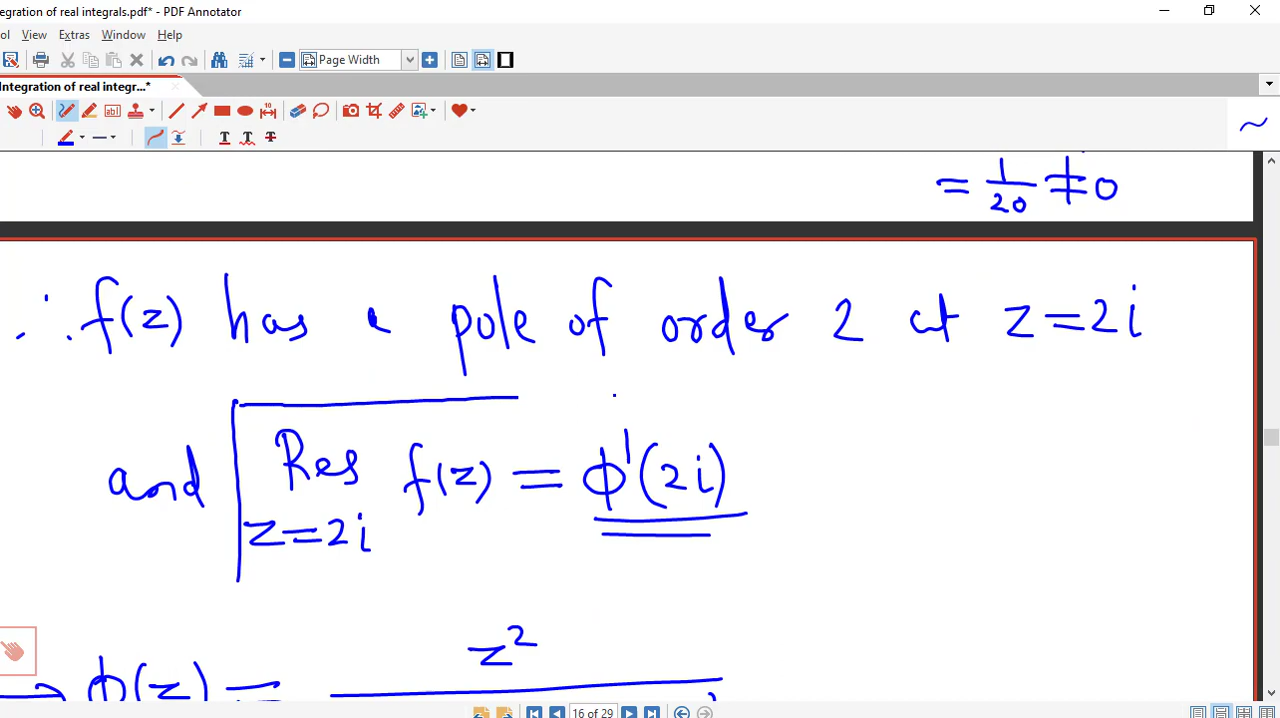 egration of real integrals.pdf* - PDF Annotator
ol View Extras Window Help
Page Width
Integration of real integr...*
= 1/20 ≠ 0
∴ f(z) has a pole of order 2 at z = 2i
and Res f(z) = ϕ'(2i)
z = 2i
z²
→ ϕ(z) =
16 of 29